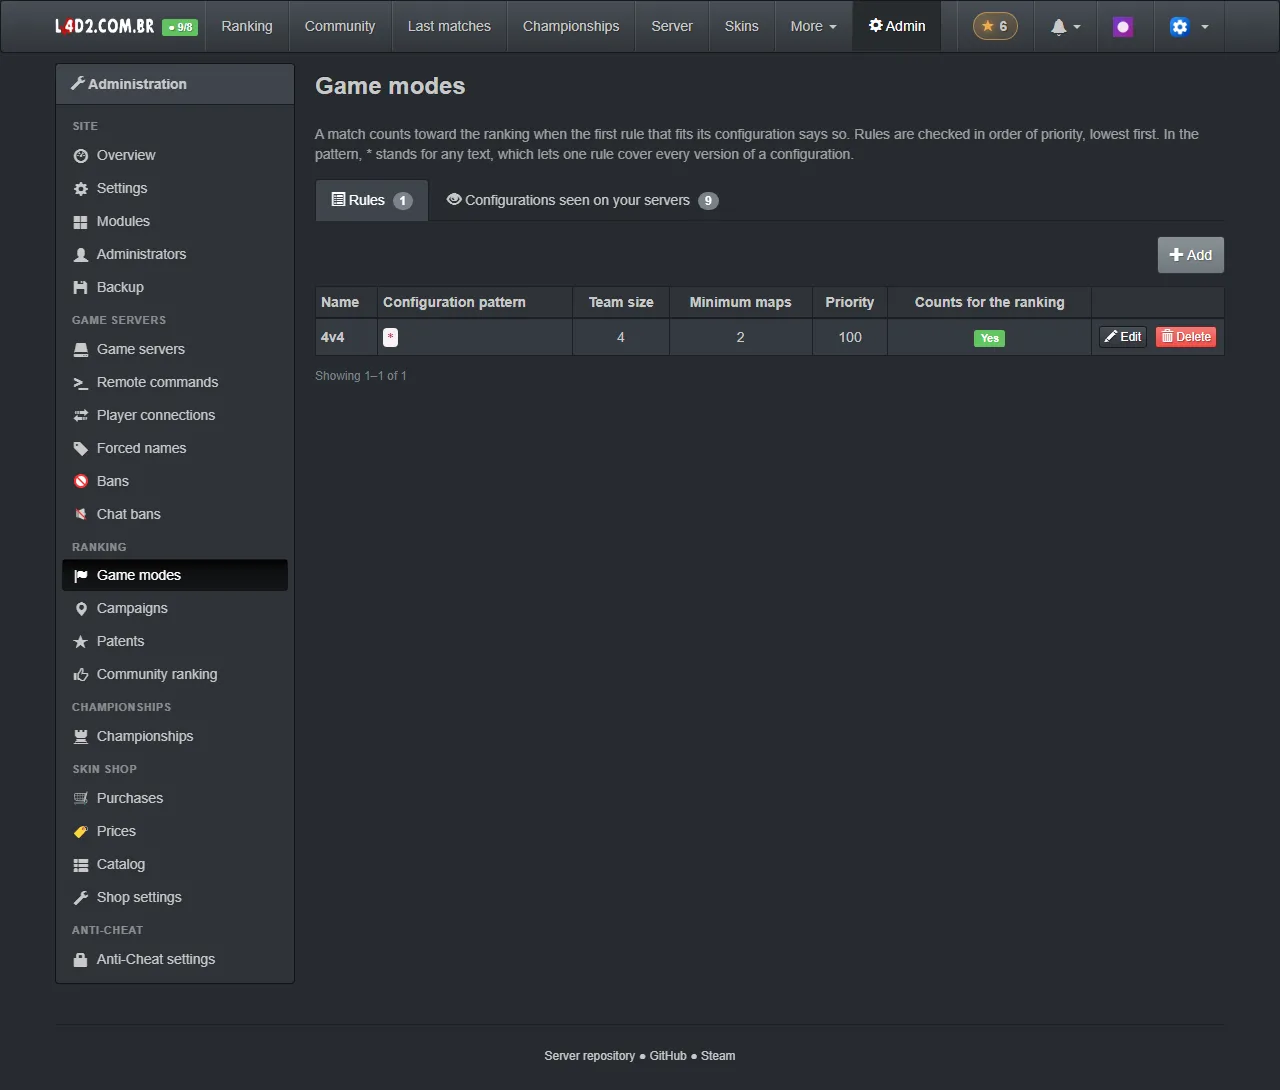 L4D2.COM.BR
● 9/8
Ranking
Community
Last matches
Championships
Server
Skins
More
Admin
★ 6
Administration
SITE
Overview
Settings
Modules
Administrators
Backup
GAME SERVERS
Game servers
Remote commands
Player connections
Forced names
Bans
Chat bans
RANKING
Game modes
Campaigns
Patents
Community ranking
CHAMPIONSHIPS
Championships
SKIN SHOP
Purchases
Prices
Catalog
Shop settings
ANTI-CHEAT
Anti-Cheat settings
Game modes
A match counts toward the ranking when the first rule that fits its configuration says so. Rules are checked in order of priority, lowest first. In the
pattern, * stands for any text, which lets one rule cover every version of a configuration.
Rules 1
Configurations seen on your servers 9
Add
Name Configuration pattern Team size Minimum maps Priority Counts for the ranking
4v4 * 4 2 100 Yes Edit Delete
Showing 1–1 of 1
Server repository ● GitHub ● Steam